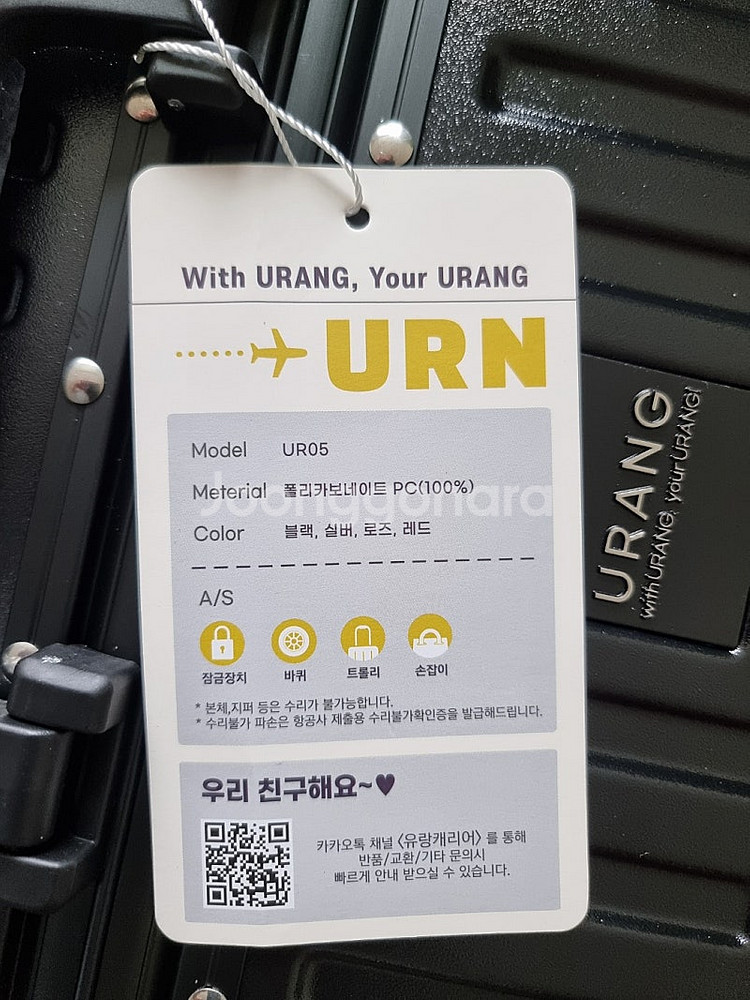 With URANG, Your URANG
URN
Model UR05
Meterial 폴리카보네이트 PC(100%)
Joonggonara
Color 블랙, 실버, 로즈, 레드
A/S
잠금장치 바퀴 트롤리 손잡이
* 본체,지퍼 등은 수리가 불가능합니다.
* 수리불가 파손은 항공사 제출용 수리불가확인증을 발급해드립니다.
우리 친구해요~♥
카카오톡 채널 <유랑캐리어> 를 통해
반품/교환/기타 문의시
빠르게 안내 받으실 수 있습니다.
URANG
with URANG, your URANG!